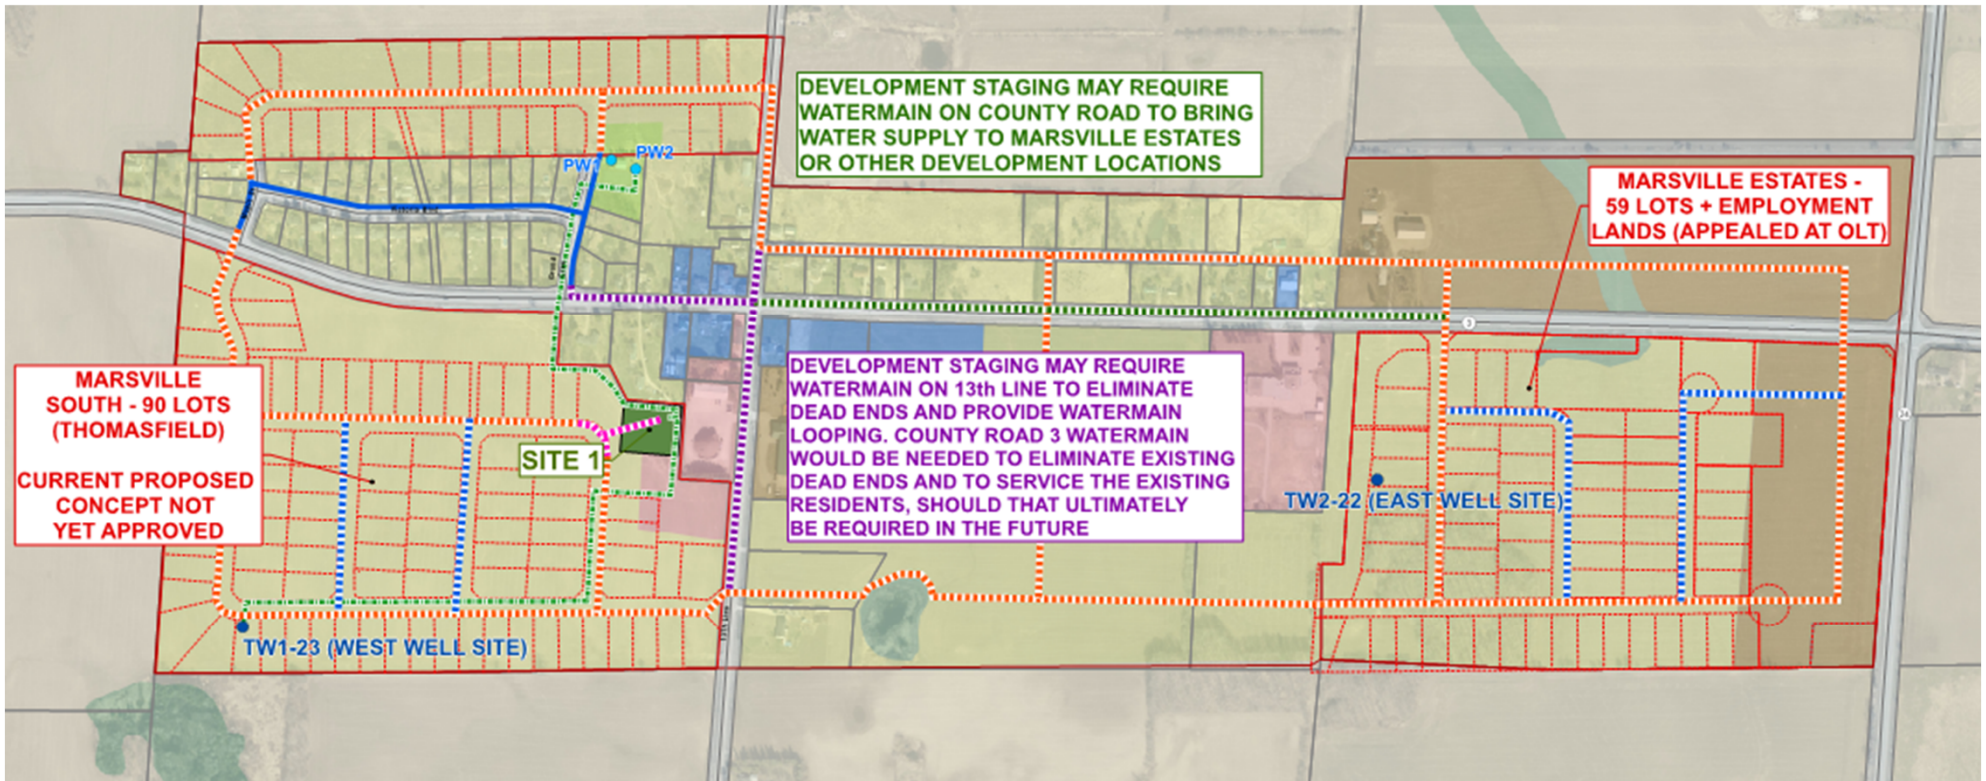 DEVELOPMENT STAGING MAY REQUIRE
WATERMAIN ON COUNTY ROAD TO BRING
WATER SUPPLY TO MARSVILLE ESTATES
OR OTHER DEVELOPMENT LOCATIONS
PW1
PW2
MARSVILLE ESTATES -
59 LOTS + EMPLOYMENT
LANDS (APPEALED AT OLT)
3
24
MARSVILLE
SOUTH - 90 LOTS
(THOMASFIELD)
CURRENT PROPOSED
CONCEPT NOT
YET APPROVED
SITE 1
DEVELOPMENT STAGING MAY REQUIRE
WATERMAIN ON 13th LINE TO ELIMINATE
DEAD ENDS AND PROVIDE WATERMAIN
LOOPING. COUNTY ROAD 3 WATERMAIN
WOULD BE NEEDED TO ELIMINATE EXISTING
DEAD ENDS AND TO SERVICE THE EXISTING
RESIDENTS, SHOULD THAT ULTIMATELY
BE REQUIRED IN THE FUTURE
TW2-22 (EAST WELL SITE)
TW1-23 (WEST WELL SITE)